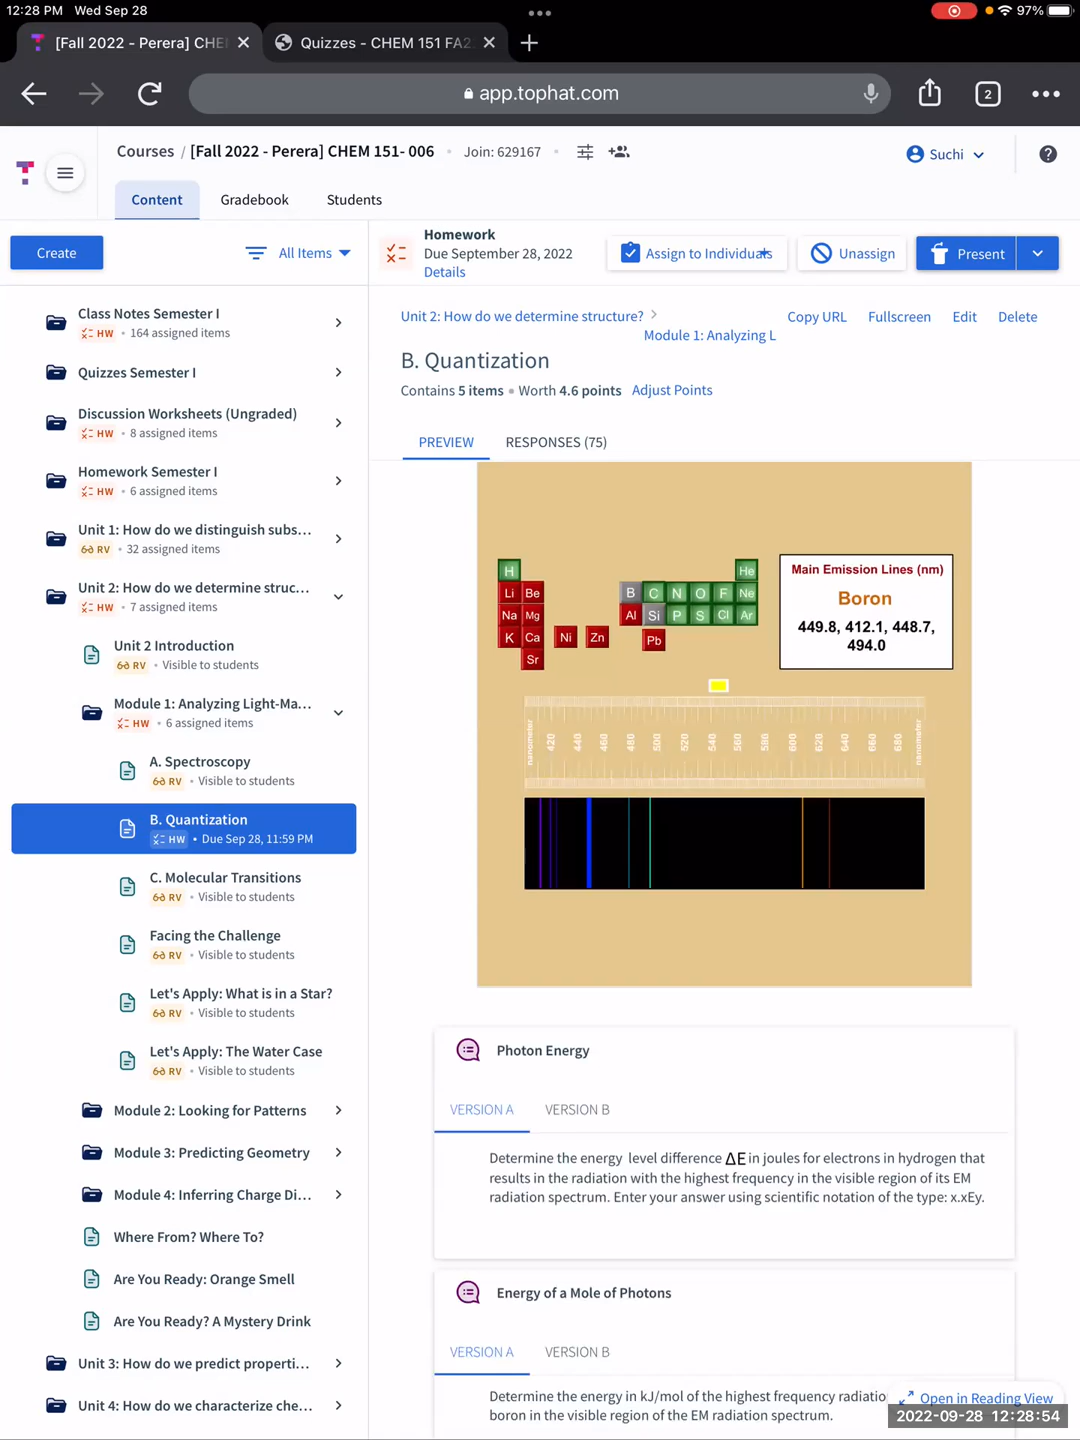 12:28 PM Wed Sep 28
97%
[Fall 2022 - Perera] CHE
Quizzes - CHEM 151 FA2
app.tophat.com
2
Courses / [Fall 2022 - Perera] CHEM 151- 006 • Join: 629167
Suchi
Content Gradebook Students
Create
All Items
Homework
Due September 28, 2022
Details
Assign to Individuals
Unassign
Present
Class Notes Semester I
HW • 164 assigned items
Quizzes Semester I
Discussion Worksheets (Ungraded)
HW • 8 assigned items
Homework Semester I
HW • 6 assigned items
Unit 1: How do we distinguish subs...
RV • 32 assigned items
Unit 2: How do we determine struc...
HW • 7 assigned items
Unit 2 Introduction
RV • Visible to students
Module 1: Analyzing Light-Ma...
HW • 6 assigned items
A. Spectroscopy
RV • Visible to students
B. Quantization
HW • Due Sep 28, 11:59 PM
C. Molecular Transitions
RV • Visible to students
Facing the Challenge
RV • Visible to students
Let's Apply: What is in a Star?
RV • Visible to students
Let's Apply: The Water Case
RV • Visible to students
Module 2: Looking for Patterns
Module 3: Predicting Geometry
Module 4: Inferring Charge Di...
Where From? Where To?
Are You Ready: Orange Smell
Are You Ready? A Mystery Drink
Unit 3: How do we predict properti...
Unit 4: How do we characterize che...
Unit 2: How do we determine structure? >
Module 1: Analyzing L
Copy URL Fullscreen Edit Delete
B. Quantization
Contains 5 items • Worth 4.6 points Adjust Points
PREVIEW RESPONSES (75)
H He
Li Be B C N O F Ne
Na Mg Al Si P S Cl Ar
K Ca Ni Zn Pb
Sr
Main Emission Lines (nm)
Boron
449.8, 412.1, 448.7,
494.0
nanometer 420 440 460 480 500 520 540 560 580 600 620 640 660 680 nanometer
Photon Energy
VERSION A VERSION B
Determine the energy level difference ΔE in joules for electrons in hydrogen that
results in the radiation with the highest frequency in the visible region of its EM
radiation spectrum. Enter your answer using scientific notation of the type: x.xEy.
Energy of a Mole of Photons
VERSION A VERSION B
Determine the energy in kJ/mol of the highest frequency radiatio
boron in the visible region of the EM radiation spectrum.
Open in Reading View
2022-09-28 12:28:54